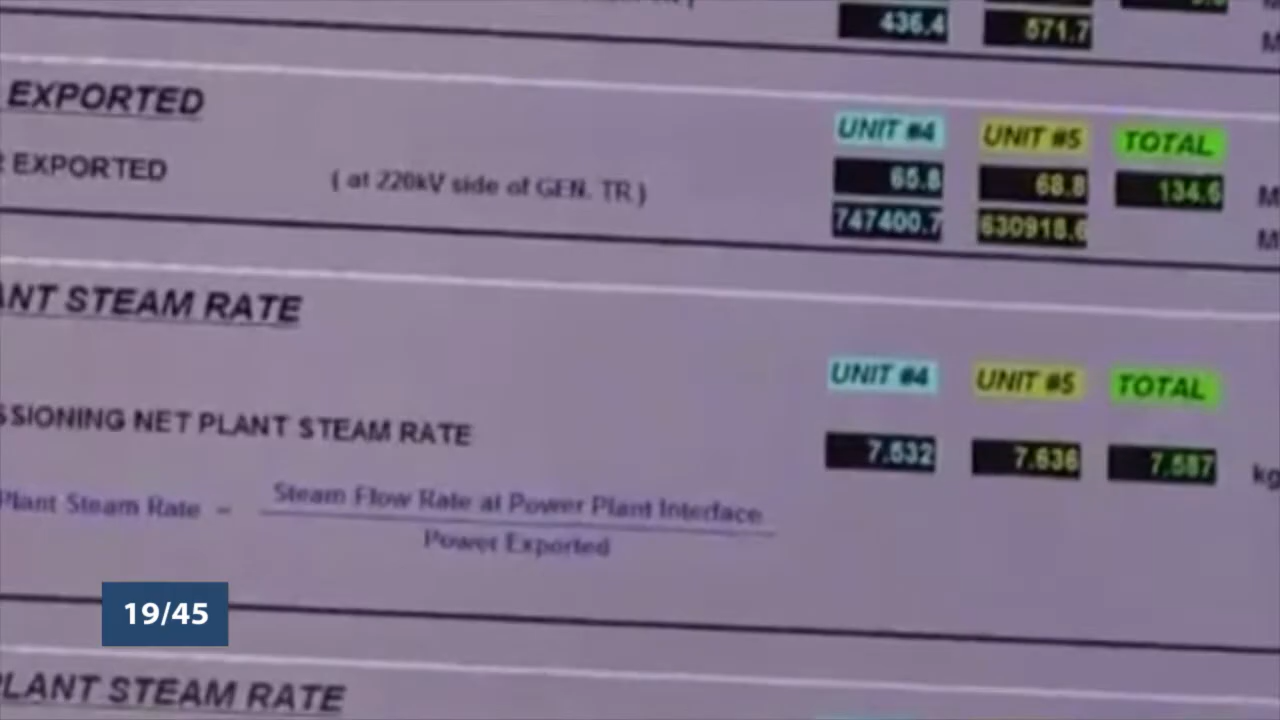 436.4 571.7
EXPORTED
UNIT #4 UNIT #5 TOTAL
EXPORTED ( at 220kV side of GEN. TR ) 65.8 68.8 134.6
747400.7 630918.6
ANT STEAM RATE
UNIT #4 UNIT #5 TOTAL
SSIONING NET PLANT STEAM RATE 7.532 7.636 7.587 kg
Plant Steam Rate = Steam Flow Rate at Power Plant Interface
Power Exported
19/45
PLANT STEAM RATE